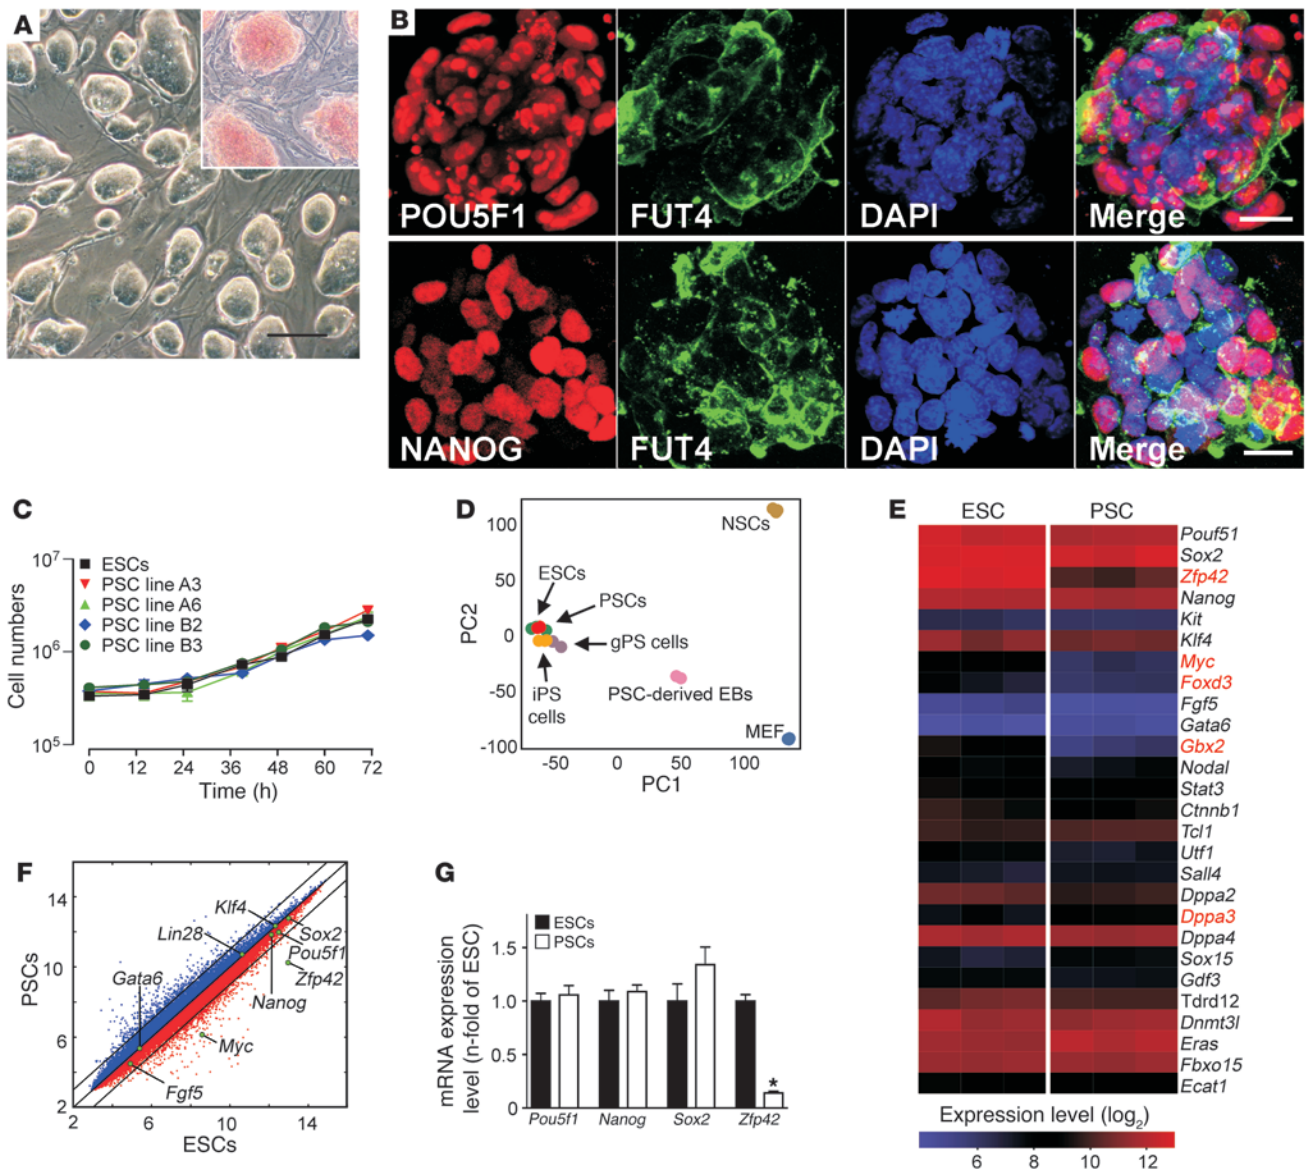 A
B
POU5F1
FUT4
DAPI
Merge
NANOG
FUT4
DAPI
Merge
C
10⁷
10⁶
10⁵
Cell numbers
ESCs
PSC line A3
PSC line A6
PSC line B2
PSC line B3
0 12 24 36 48 60 72
Time (h)
D
100
50
0
-50
-100
PC2
NSCs
ESCs
PSCs
gPS cells
iPS
cells
PSC-derived EBs
MEF
-50 0 50 100
PC1
E
ESC PSC
Pouf51
Sox2
Zfp42
Nanog
Kit
Klf4
Myc
Foxd3
Fgf5
Gata6
Gbx2
Nodal
Stat3
Ctnnb1
Tcl1
Utf1
Sall4
Dppa2
Dppa3
Dppa4
Sox15
Gdf3
Tdrd12
Dnmt3l
Eras
Fbxo15
Ecat1
Expression level (log₂)
6 8 10 12
F
14
10
6
2
PSCs
Klf4
Lin28
Gata6
Sox2
Pou5f1
Zfp42
Nanog
Myc
Fgf5
2 6 10 14
ESCs
G
mRNA expression
level (n-fold of ESC)
ESCs
PSCs
1.5
1.0
0.5
0
*
Pou5f1 Nanog Sox2 Zfp42